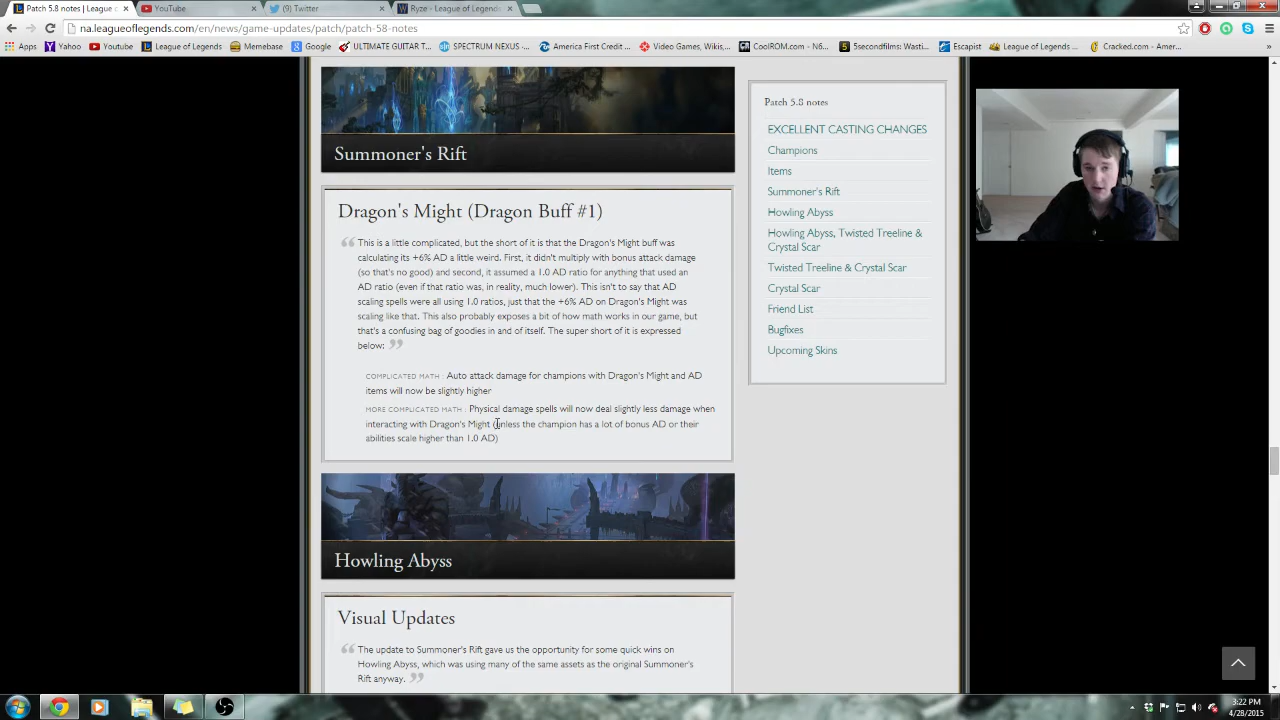 Patch 5.8 notes | League o
YouTube
(9) Twitter
Ryze - League of Legends
na.leagueoflegends.com/en/news/game-updates/patch/patch-58-notes
Apps
Yahoo
Youtube
League of Legends
Memebase
Google
ULTIMATE GUITAR T...
SPECTRUM NEXUS -...
America First Credit ...
Video Games, Wikis,...
CoolROM.com - N6...
5secondfilms: Wasti...
Escapist
League of Legends ...
Cracked.com - Amer...
Summoner's Rift
Dragon's Might (Dragon Buff #1)
This is a little complicated, but the short of it is that the Dragon's Might buff was
calculating its +6% AD a little weird. First, it didn't multiply with bonus attack damage
(so that's no good) and second, it assumed a 1.0 AD ratio for anything that used an
AD ratio (even if that ratio was, in reality, much lower). This isn't to say that AD
scaling spells were all using 1.0 ratios, just that the +6% AD on Dragon's Might was
scaling like that. This also probably exposes a bit of how math works in our game, but
that's a confusing bag of goodies in and of itself. The super short of it is expressed
below:
COMPLICATED MATH : Auto attack damage for champions with Dragon's Might and AD
items will now be slightly higher
MORE COMPLICATED MATH : Physical damage spells will now deal slightly less damage when
interacting with Dragon's Might (unless the champion has a lot of bonus AD or their
abilities scale higher than 1.0 AD)
Howling Abyss
Visual Updates
The update to Summoner's Rift gave us the opportunity for some quick wins on
Howling Abyss, which was using many of the same assets as the original Summoner's
Rift anyway.
Patch 5.8 notes
EXCELLENT CASTING CHANGES
Champions
Items
Summoner's Rift
Howling Abyss
Howling Abyss, Twisted Treeline &
Crystal Scar
Twisted Treeline & Crystal Scar
Crystal Scar
Friend List
Bugfixes
Upcoming Skins
3:22 PM
4/28/2015